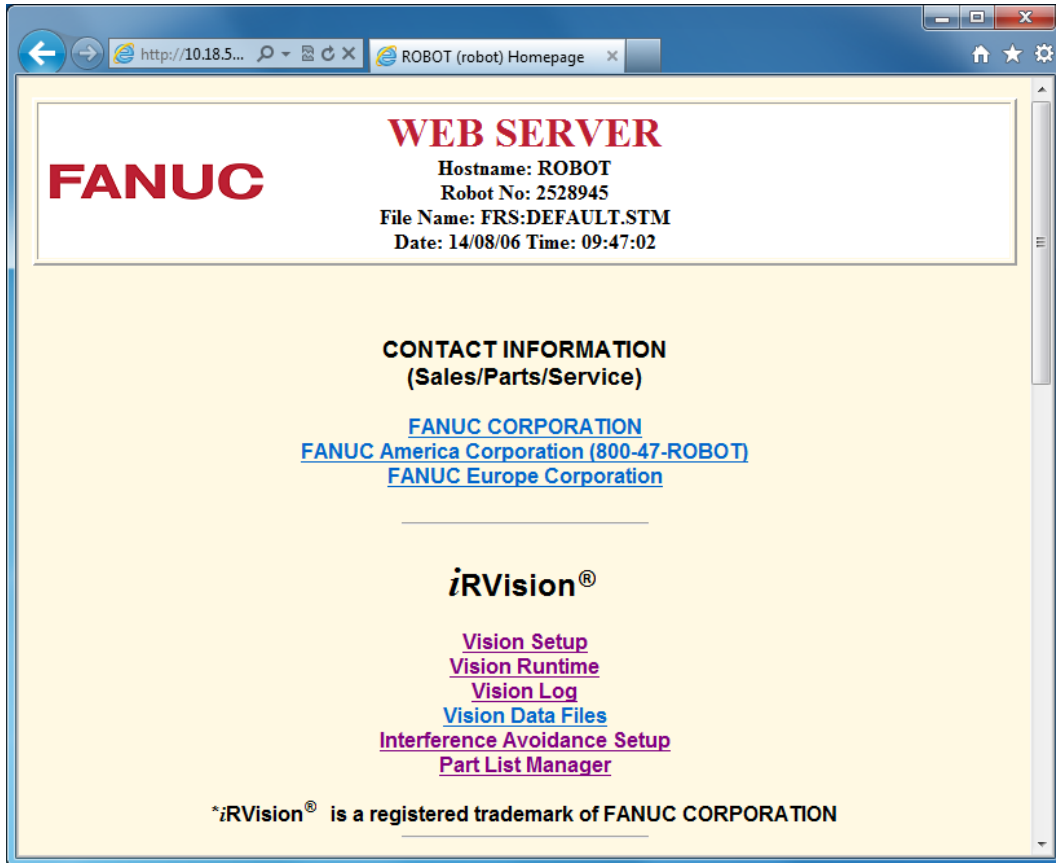 http://10.18.5...
ROBOT (robot) Homepage
FANUC
WEB SERVER
Hostname: ROBOT
Robot No: 2528945
File Name: FRS:DEFAULT.STM
Date: 14/08/06 Time: 09:47:02
CONTACT INFORMATION
(Sales/Parts/Service)
FANUC CORPORATION
FANUC America Corporation (800-47-ROBOT)
FANUC Europe Corporation
iRVision®
Vision Setup
Vision Runtime
Vision Log
Vision Data Files
Interference Avoidance Setup
Part List Manager
*iRVision® is a registered trademark of FANUC CORPORATION